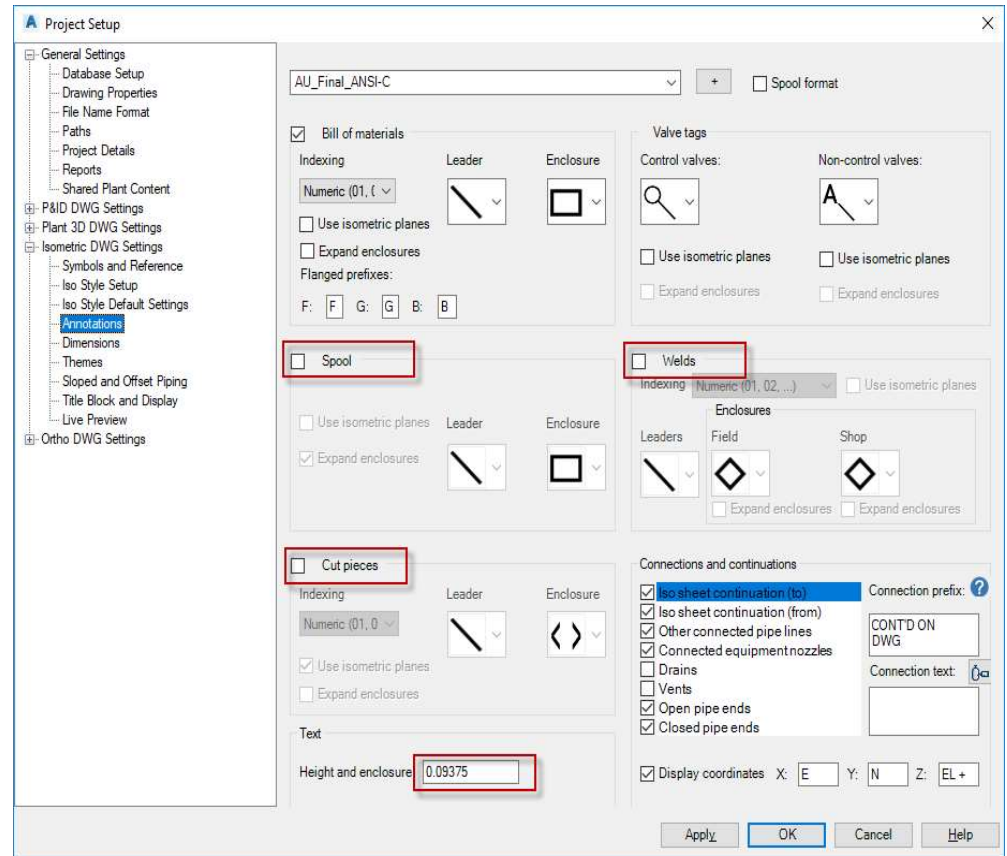 Project Setup
General Settings
Database Setup
Drawing Properties
File Name Format
Paths
Project Details
Reports
Shared Plant Content
P&ID DWG Settings
Plant 3D DWG Settings
Isometric DWG Settings
Symbols and Reference
Iso Style Setup
Iso Style Default Settings
Annotations
Dimensions
Themes
Sloped and Offset Piping
Title Block and Display
Live Preview
Ortho DWG Settings
AU_Final_ANSI-C
+
Spool format
Bill of materials
Indexing Leader Enclosure
Numeric (01, (
Use isometric planes
Expand enclosures
Flanged prefixes:
F: F G: G B: B
Valve tags
Control valves: Non-control valves:
A
Use isometric planes Use isometric planes
Expand enclosures Expand enclosures
Spool
Use isometric planes Leader Enclosure
Expand enclosures
Welds
Indexing Numeric (01, 02, ...) Use isometric planes
Enclosures
Leaders Field Shop
Expand enclosures Expand enclosures
Cut pieces
Indexing Leader Enclosure
Numeric (01, 0
Use isometric planes
Expand enclosures
Text
Height and enclosure 0.09375
Connections and continuations
Iso sheet continuation (to)
Iso sheet continuation (from)
Other connected pipe lines
Connected equipment nozzles
Drains
Vents
Open pipe ends
Closed pipe ends
Connection prefix: ?
CONT'D ON
DWG
Connection text:
Display coordinates X: E Y: N Z: EL +
Apply OK Cancel Help